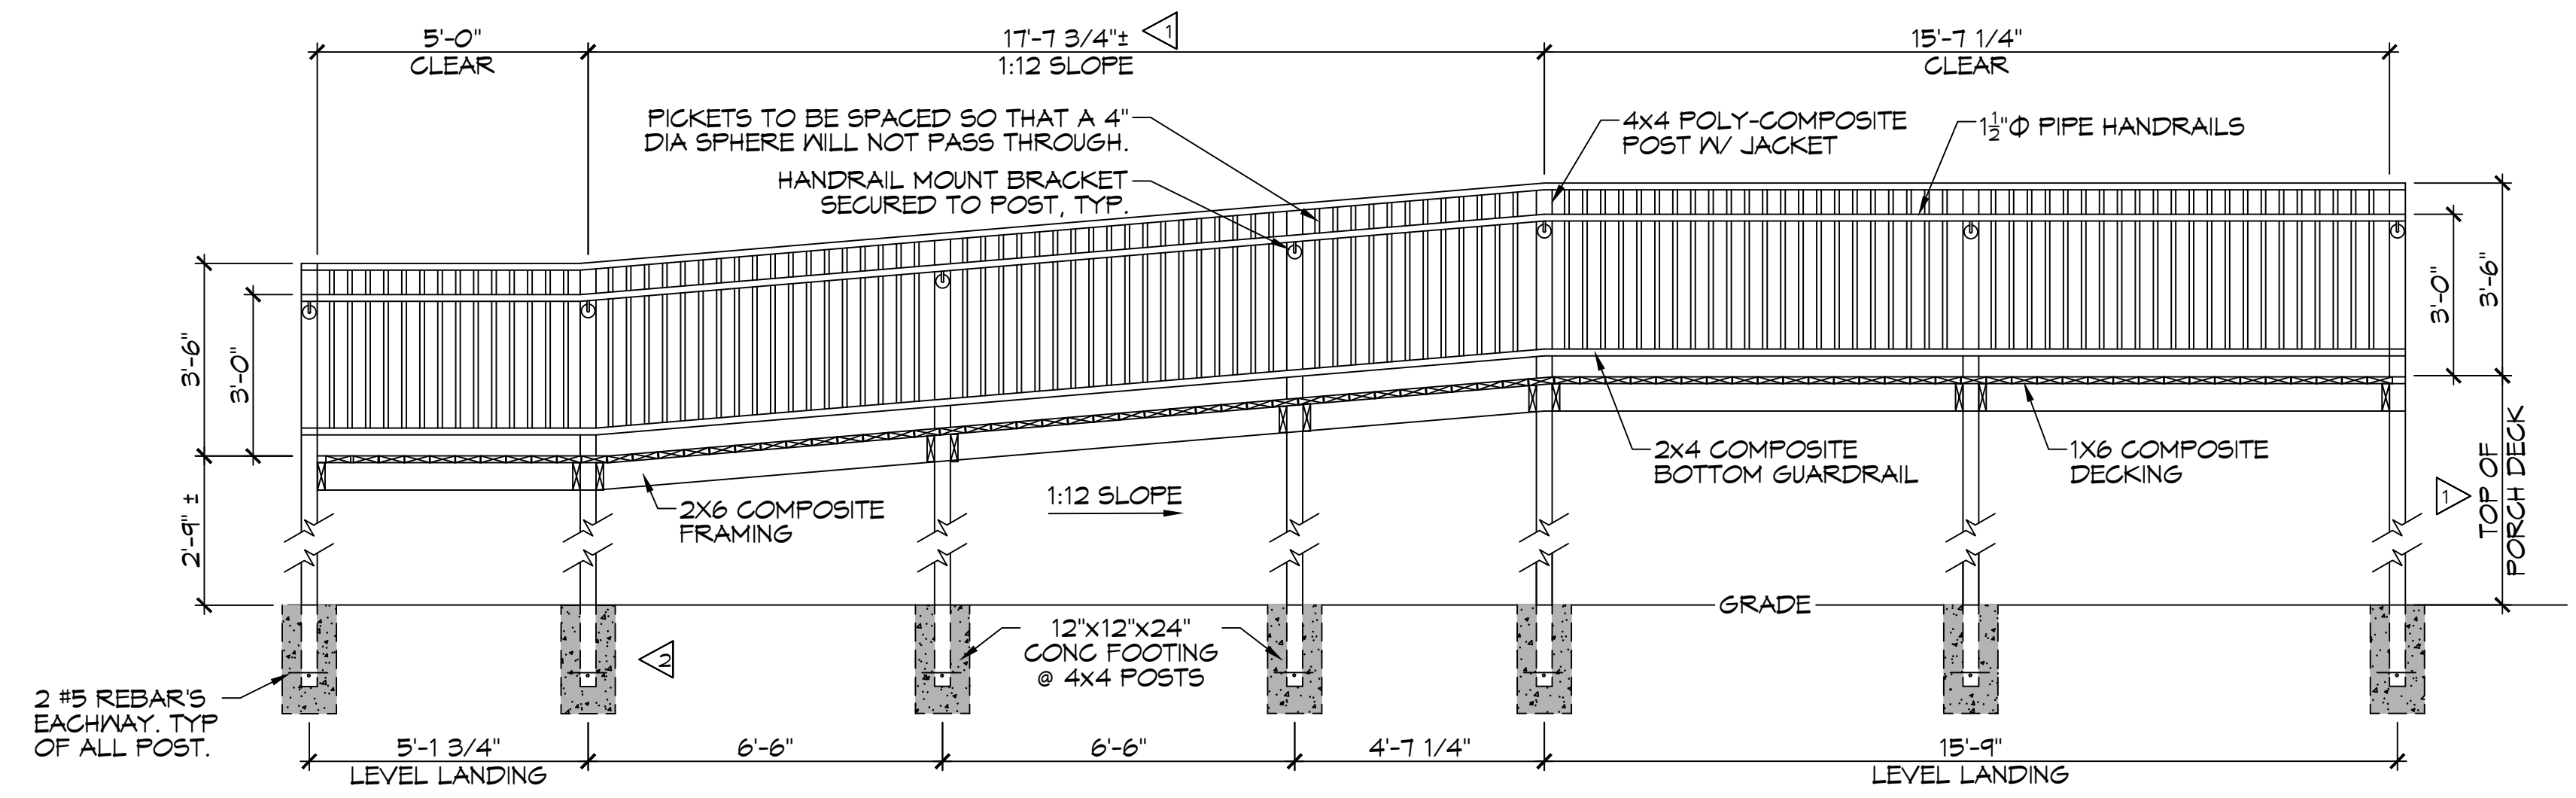 5'-0"
CLEAR
17'-7 3/4"±
1
1:12 SLOPE
15'-7 1/4"
CLEAR
PICKETS TO BE SPACED SO THAT A 4"
DIA SPHERE WILL NOT PASS THROUGH.
HANDRAIL MOUNT BRACKET
SECURED TO POST, TYP.
4x4 POLY-COMPOSITE
POST W/ JACKET
1½"Φ PIPE HANDRAILS
3'-6"
3'-0"
2'-9" ±
3'-0"
3'-6"
2X6 COMPOSITE
FRAMING
1:12 SLOPE
2x4 COMPOSITE
BOTTOM GUARDRAIL
1X6 COMPOSITE
DECKING
1
TOP OF
PORCH DECK
GRADE
2
12"x12"x24"
CONC FOOTING
@ 4x4 POSTS
2 #5 REBAR'S
EACHWAY. TYP
OF ALL POST.
5'-1 3/4"
LEVEL LANDING
6'-6"
6'-6"
4'-7 1/4"
15'-9"
LEVEL LANDING